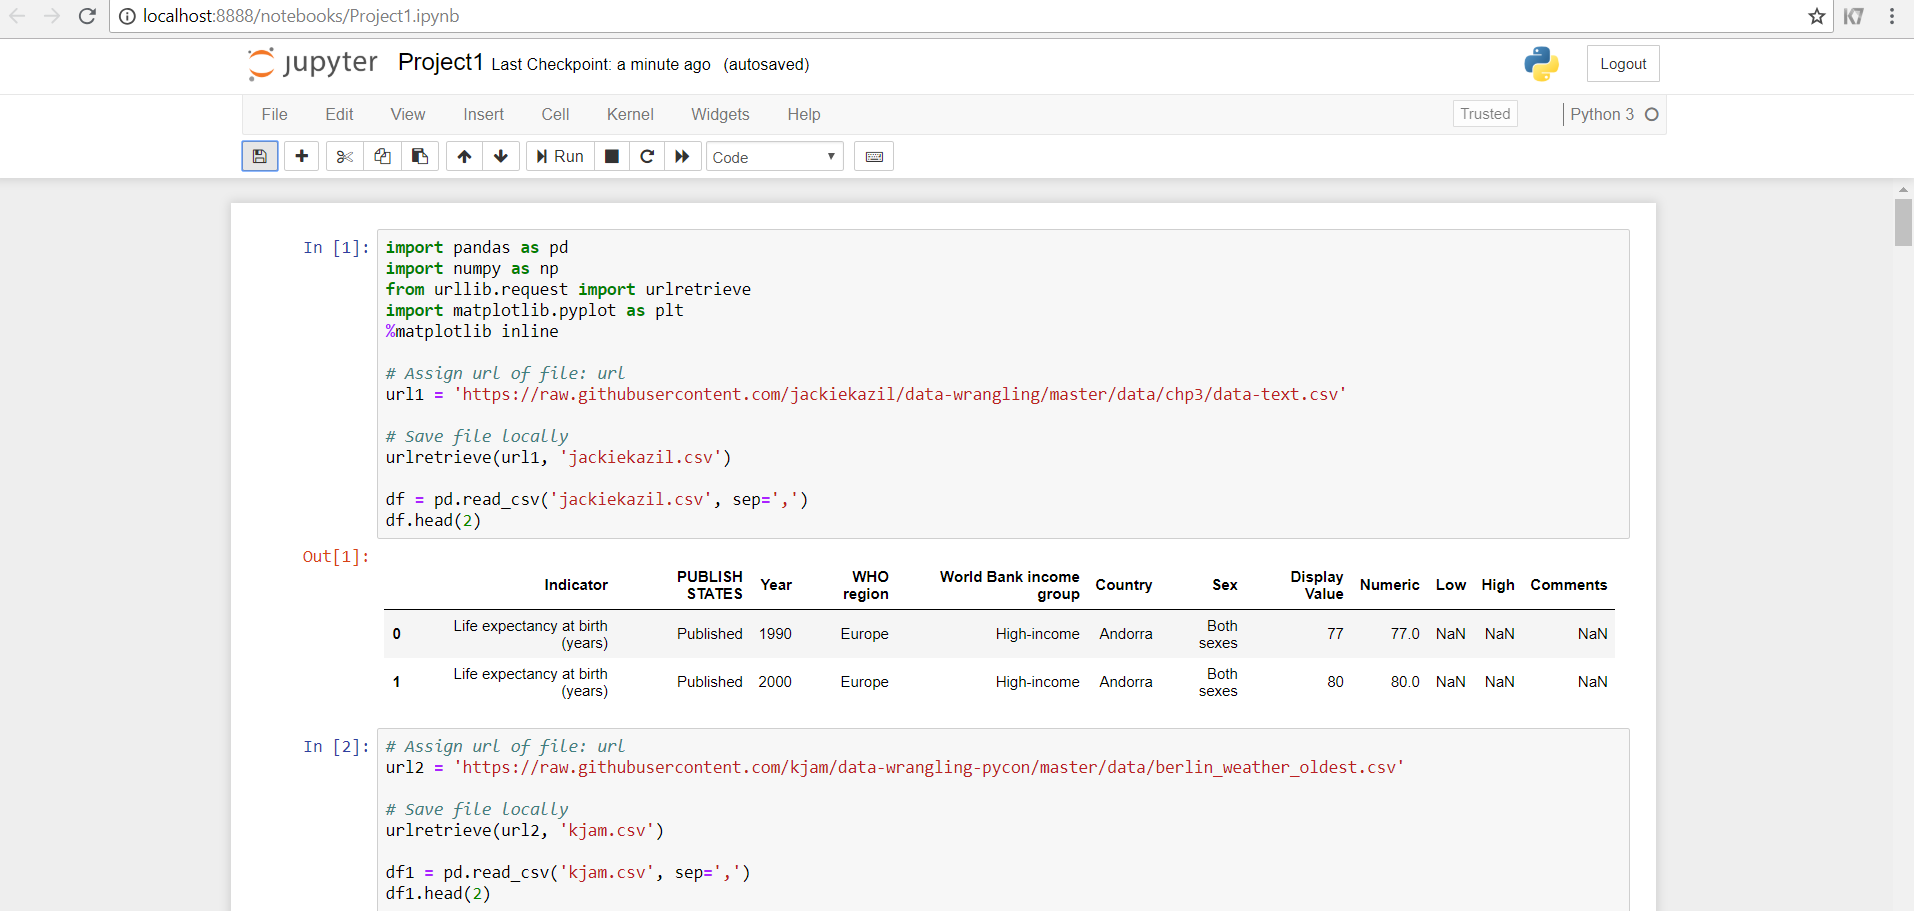 localhost:8888/notebooks/Project1.ipynb
K7
jupyter Project1 Last Checkpoint: a minute ago (autosaved)
Logout
File Edit View Insert Cell Kernel Widgets Help
Trusted
Python 3
Run
Code
In [1]:
import pandas as pd
import numpy as np
from urllib.request import urlretrieve
import matplotlib.pyplot as plt
%matplotlib inline
# Assign url of file: url
url1 = 'https://raw.githubusercontent.com/jackiekazil/data-wrangling/master/data/chp3/data-text.csv'
# Save file locally
urlretrieve(url1, 'jackiekazil.csv')
df = pd.read_csv('jackiekazil.csv', sep=',')
df.head(2)
Out[1]:
Indicator PUBLISH STATES Year WHO region World Bank income group Country Sex Display Value Numeric Low High Comments
0 Life expectancy at birth (years) Published 1990 Europe High-income Andorra Both sexes 77 77.0 NaN NaN NaN
1 Life expectancy at birth (years) Published 2000 Europe High-income Andorra Both sexes 80 80.0 NaN NaN NaN
In [2]:
# Assign url of file: url
url2 = 'https://raw.githubusercontent.com/kjam/data-wrangling-pycon/master/data/berlin_weather_oldest.csv'
# Save file locally
urlretrieve(url2, 'kjam.csv')
df1 = pd.read_csv('kjam.csv', sep=',')
df1.head(2)